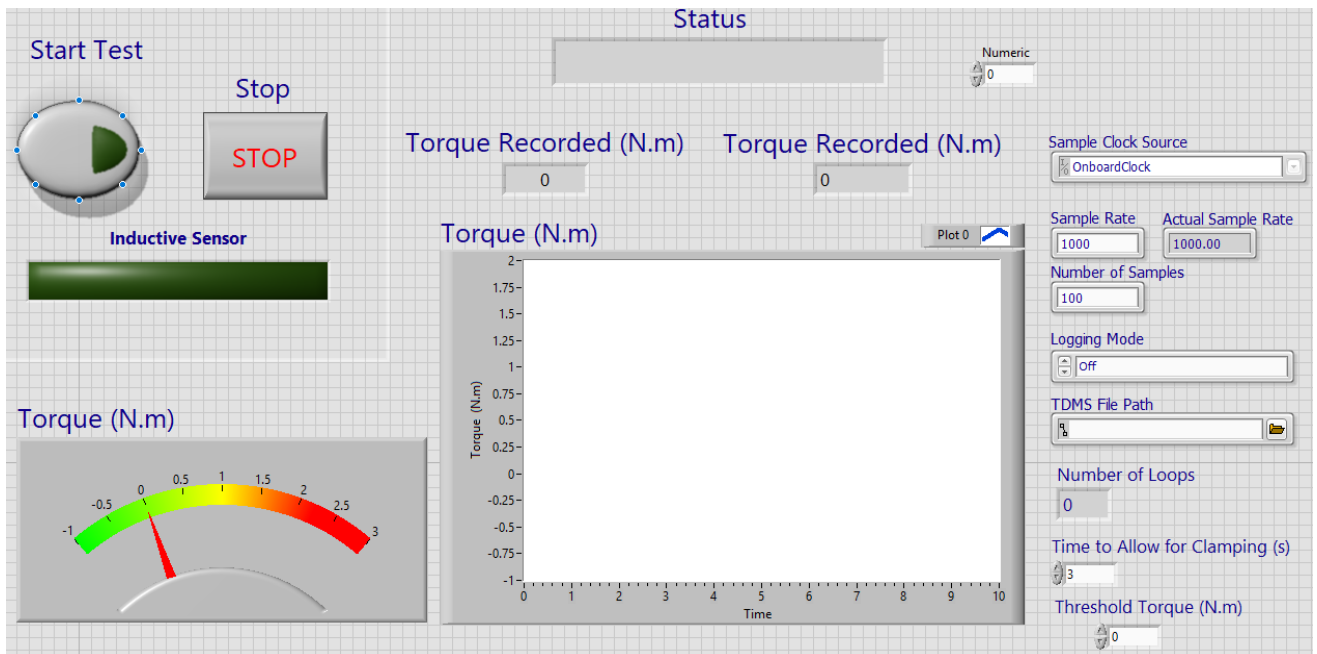 Status
Start Test
Numeric
0
Stop
STOP
Torque Recorded (N.m)
0
Torque Recorded (N.m)
0
Sample Clock Source
OnboardClock
Inductive Sensor
Torque (N.m)
Plot 0
Sample Rate
1000
Actual Sample Rate
1000.00
Number of Samples
100
Logging Mode
Off
TDMS File Path
Number of Loops
0
Time to Allow for Clamping (s)
3
Threshold Torque (N.m)
0
2
1.75
1.5
1.25
1
0.75
0.5
0.25
0
-0.25
-0.5
-0.75
-1
Torque (N.m)
0 1 2 3 4 5 6 7 8 9 10
Time
Torque (N.m)
-1 -0.5 0 0.5 1 1.5 2 2.5 3